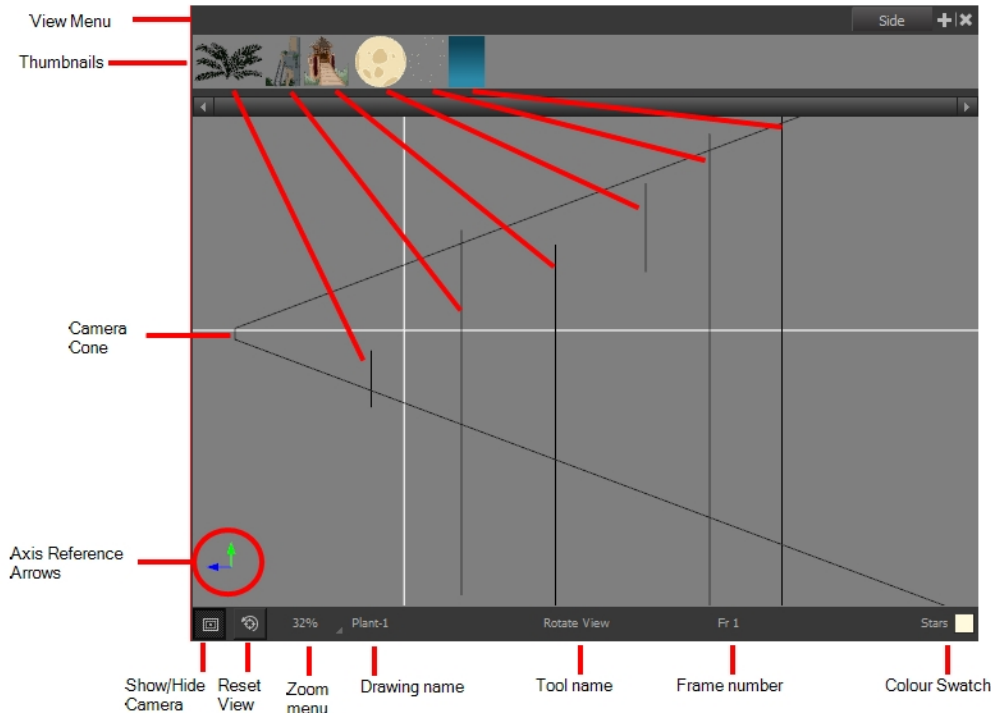 View Menu
Side
Thumbnails
Camera
Cone
Axis Reference
Arrows
32%
Plant-1
Rotate View
Fr 1
Stars
Show/Hide
Camera
Reset
View
Zoom
menu
Drawing name
Tool name
Frame number
Colour Swatch